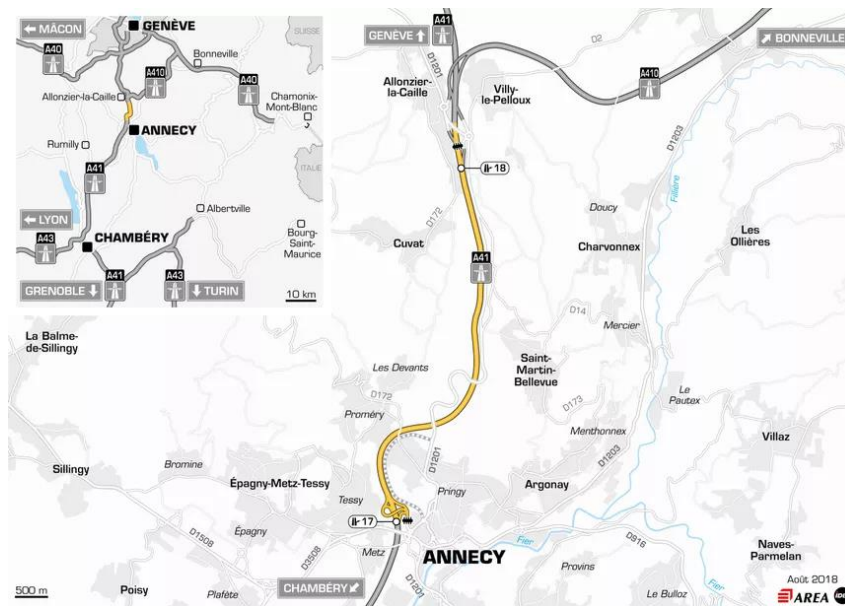 ← MÂCON
GENÈVE
SUISSE
A40
Bonneville
A410
A40
Allonzier-la-Caille
Chamonix-
Mont-Blanc
ANNECY
Rumilly
ITALIE
A41
Albertville
← LYON
Bourg-
Saint-
Maurice
CHAMBÉRY
A43
A41
A43
GRENOBLE ↓
↓ TURIN
10 km
A41
GENÈVE ↑
D1201
D2
↗ BONNEVILLE
Allonzier-
la-Caille
Villy-
le-Pelloux
A410
D1203
18
Fillière
D172
Doucy
Cuvat
Charvonnex
Les
Ollières
A41
D14
Mercier
La Balme-
de-Sillingy
Saint-
Martin-
Bellevue
Les Devants
D172
Le
Pautex
D173
Proméry
Menthonnex
D1201
D1203
Villaz
Sillingy
Bromine
Épagny-Metz-Tessy
Tessy
Pringy
Argonay
17
Épagny
D1508
D3508
Metz
ANNECY
Fier
D916
Naves-
Parmelan
Provins
Fier
Août 2018
500 m
Poisy
Plafête
CHAMBÉRY ↙
D1201
Le Bulloz
AREA
idé